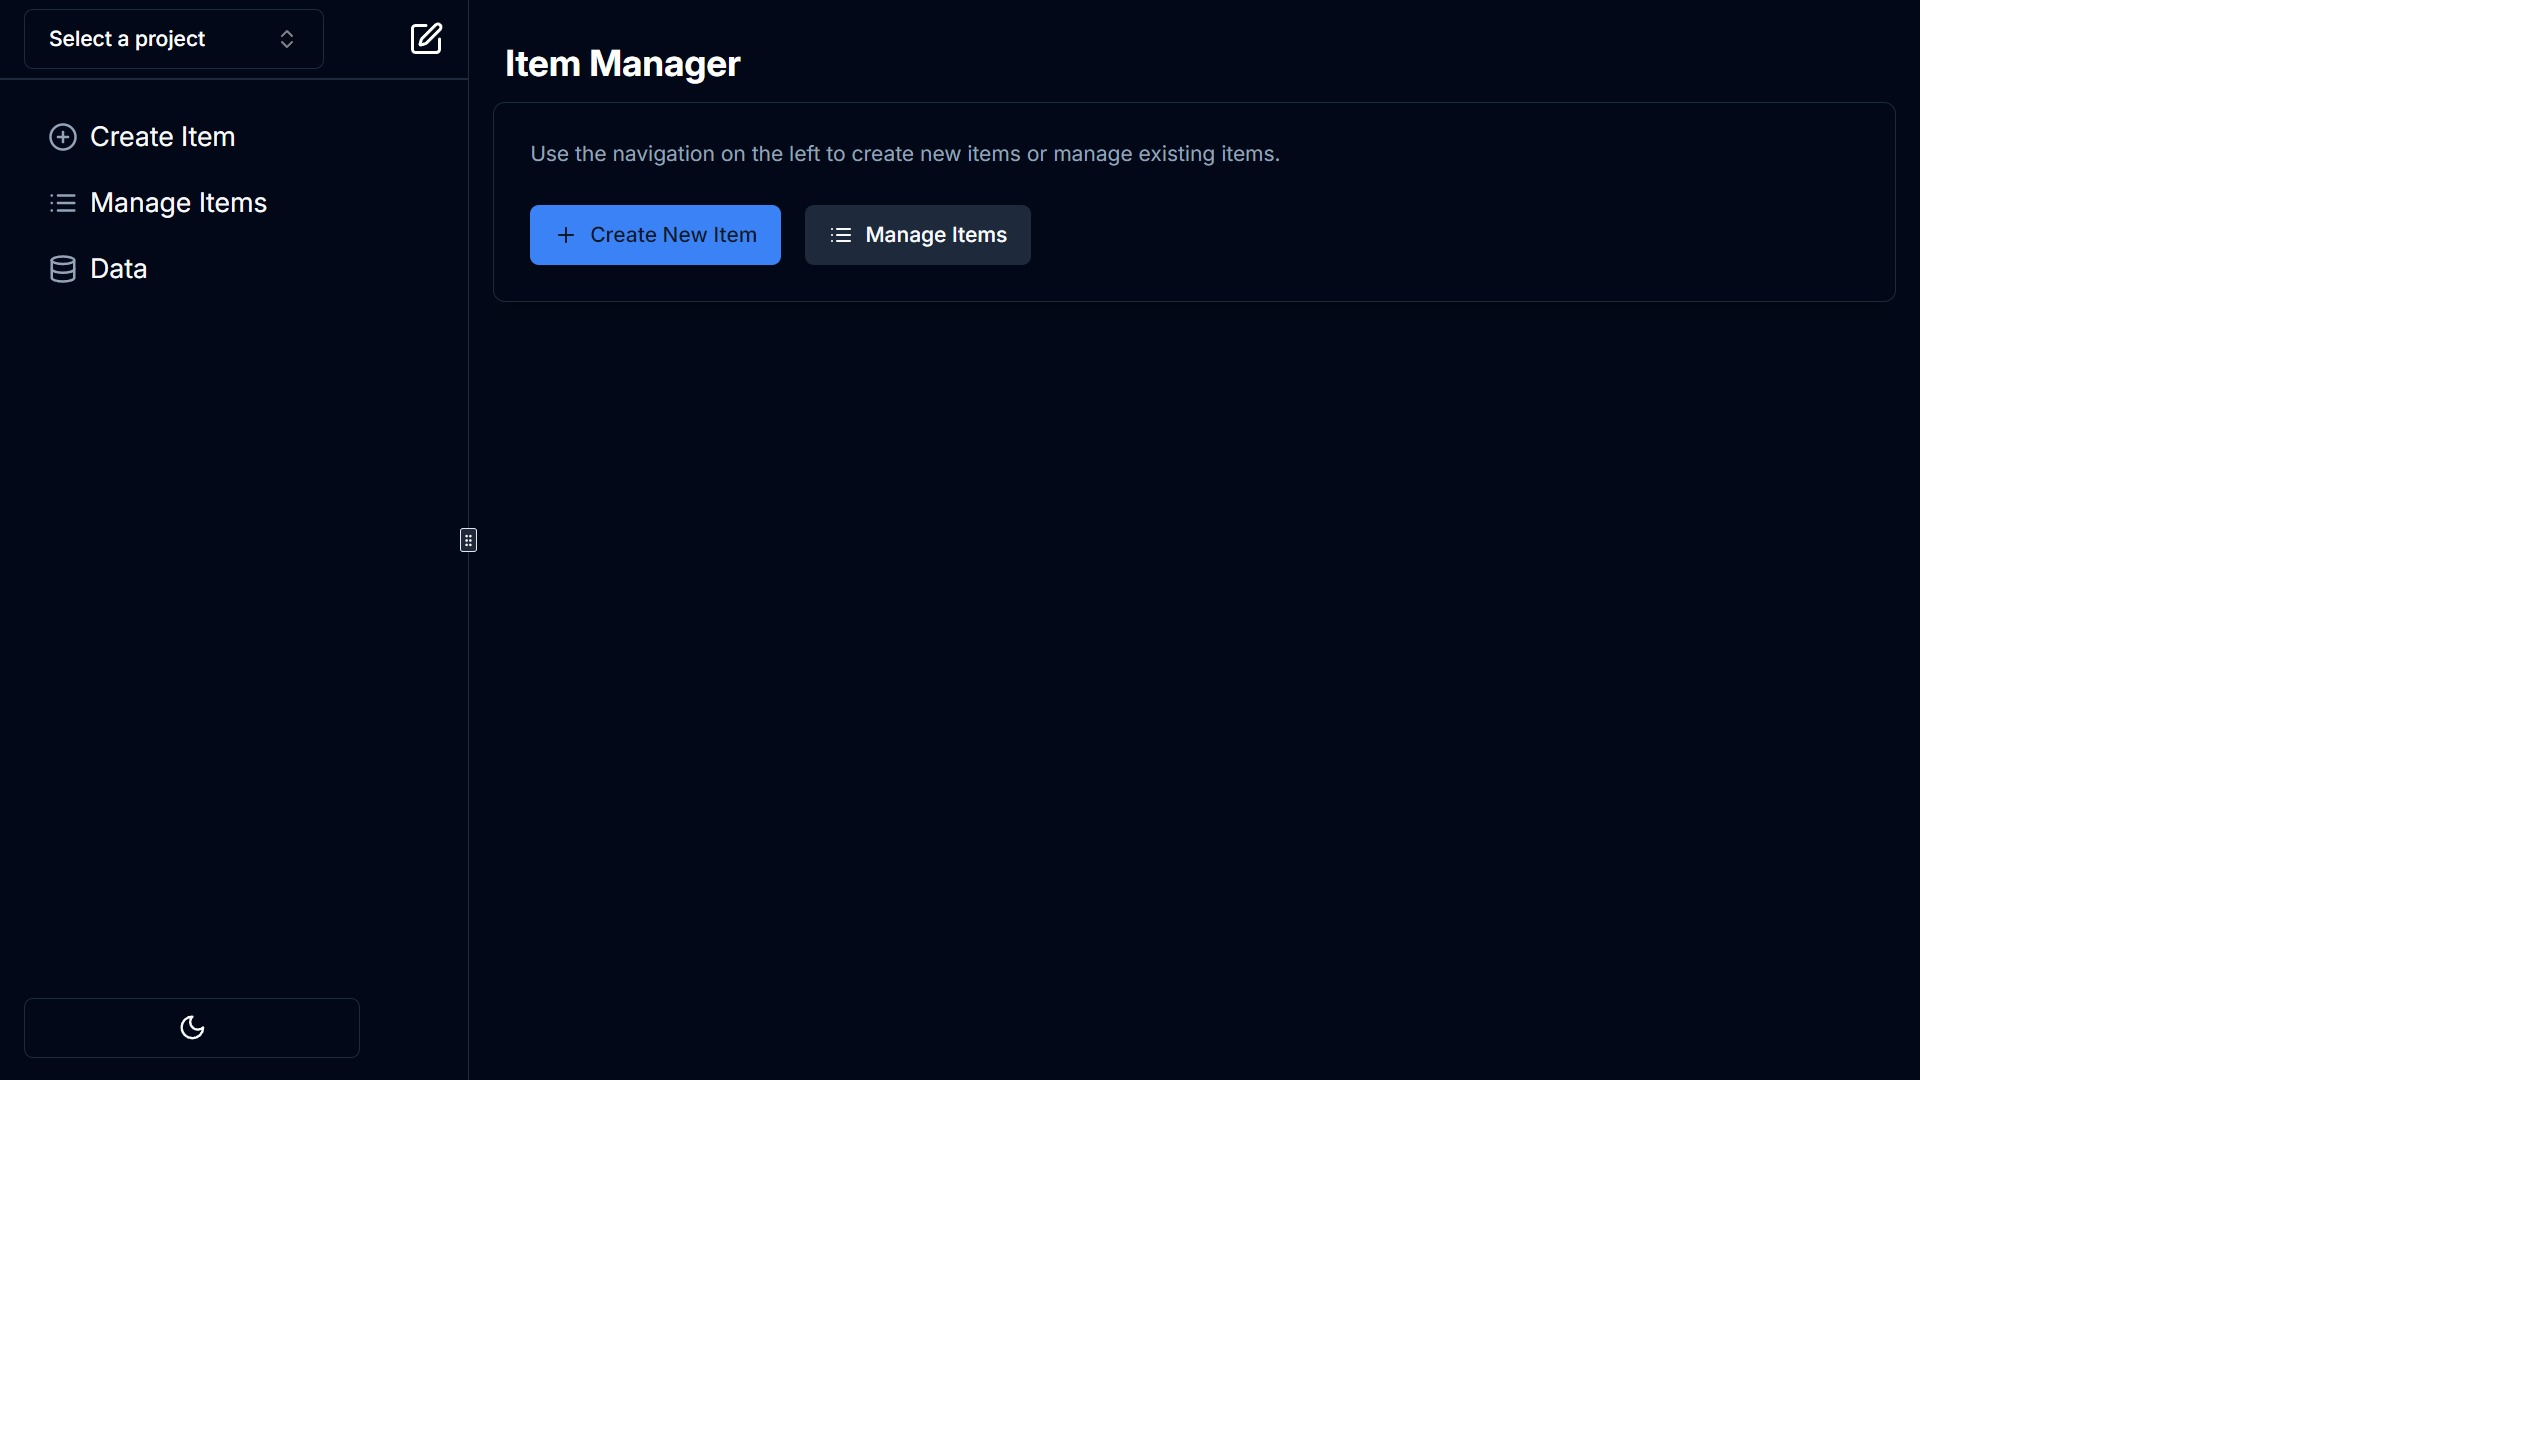 Select a project
Create Item
Manage Items
Data
Item Manager
Use the navigation on the left to create new items or manage existing items.
Create New Item
Manage Items